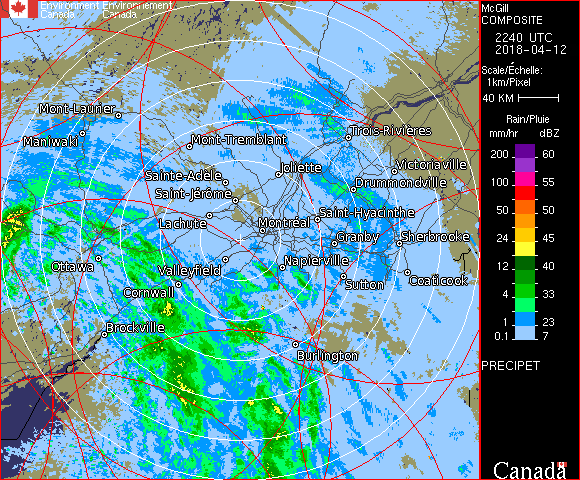 Environment Environnement
Canada Canada
McGill
COMPOSITE
2240 UTC
2018-04-12
Scale/Échelle:
1km/Pixel
40 KM
Rain/Pluie
mm/hr dBZ
200 60
100 55
50 50
24 45
12 40
4 33
1 23
0.1 7
PRECIPET
Canada
Mont-Laurier
Maniwaki
Mont-Tremblant
Trois-Rivières
Sainte-Adèle
Joliette
Victoriaville
Saint-Jérôme
Drummondville
Lachute
Montréal
Saint-Hyacinthe
Granby
Sherbrooke
Ottawa
Valleyfield
Napierville
Cornwall
Sutton
Coaticook
Brockville
Burlington